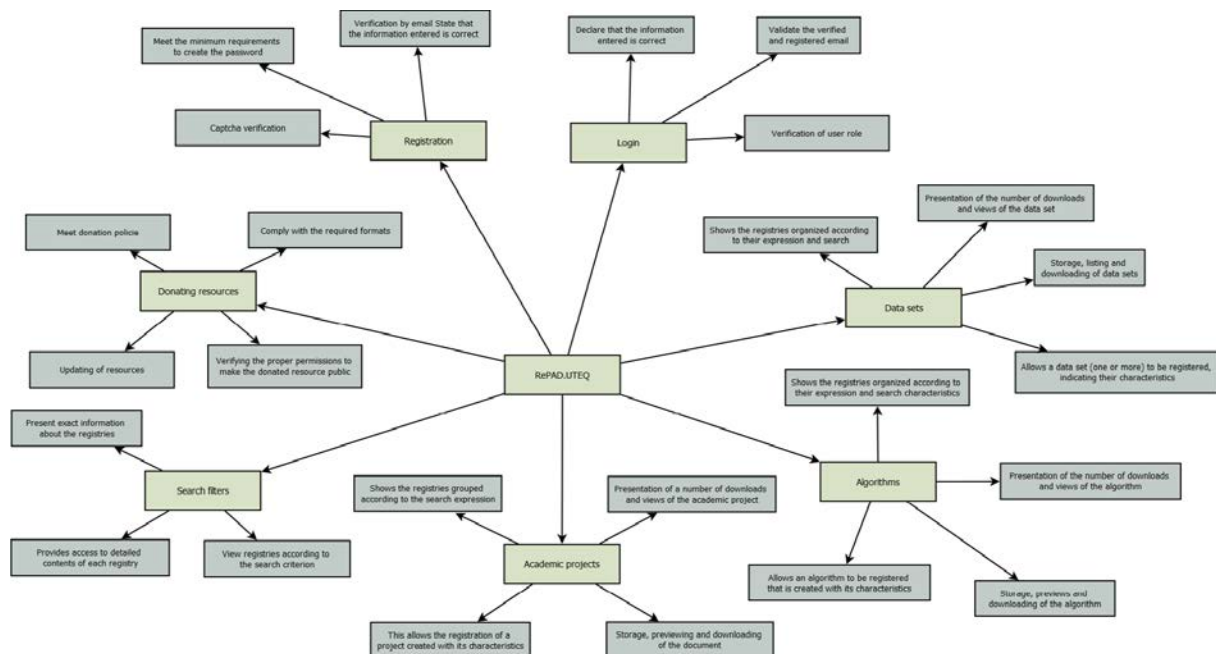 Verification by email State that
the information entered is correct
Meet the minimum requirements
to create the password
Captcha verification
Registration
Declare that the information
entered is correct
Validate the verified
and registered email
Verification of user role
Login
Meet donation policie
Comply with the required formats
Donating resources
Updating of resources
Verifying the proper permissions to
make the donated resource public
Presentation of the number of downloads
and views of the data set
Shows the registries organized according
to their expression and search
Storage, listing and
downloading of data sets
Data sets
Allows a data set (one or more) to be registered,
indicating their characteristics
RePAD.UTEQ
Present exact information
about the registries
Search filters
Provides access to detailed
contents of each registry
View registries according to
the search criterion
Shows the registries grouped
according to the search expression
Presentation of a number of downloads
and views of the academic project
Academic projects
This allows the registration of a
project created with its characteristics
Storage, previewing and downloading
of the document
Shows the registries organized according to
their expression and search characteristics
Algorithms
Presentation of the number of downloads
and views of the algorithm
Allows an algorithm to be registered
that is created with its characteristics
Storage, previews and
downloading of the algorithm